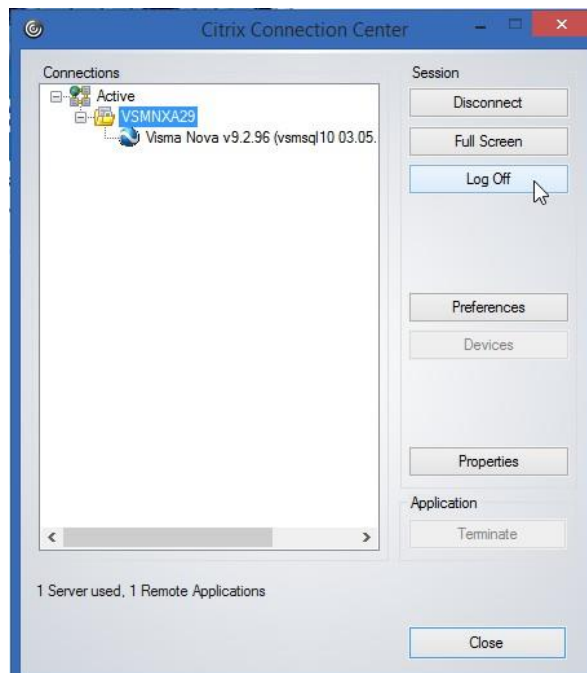 Citrix Connection Center
Connections
Active
VSMNXA29
Visma Nova v9.2.96 (vsmsql10 03.05.
Session
Disconnect
Full Screen
Log Off
Preferences
Devices
Properties
Application
Terminate
1 Server used, 1 Remote Applications
Close